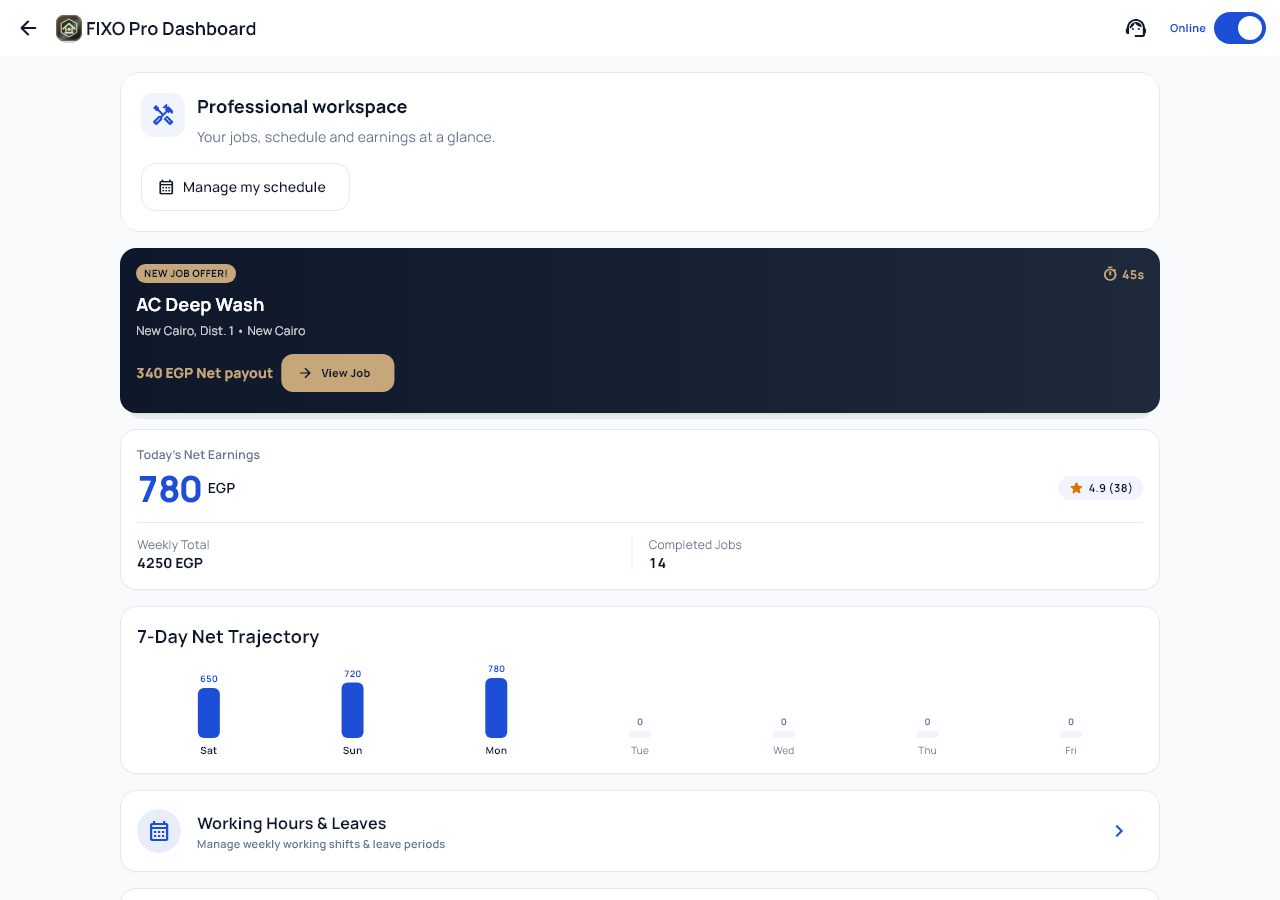 FIXO Pro Dashboard
Online
Professional workspace
Your jobs, schedule and earnings at a glance.
Manage my schedule
NEW JOB OFFER!
45s
AC Deep Wash
New Cairo, Dist. 1 • New Cairo
340 EGP Net payout
View Job
Today's Net Earnings
780 EGP
4.9 (38)
Weekly Total
4250 EGP
Completed Jobs
14
7-Day Net Trajectory
650
720
780
0
0
0
0
Sat
Sun
Mon
Tue
Wed
Thu
Fri
Working Hours & Leaves
Manage weekly working shifts & leave periods